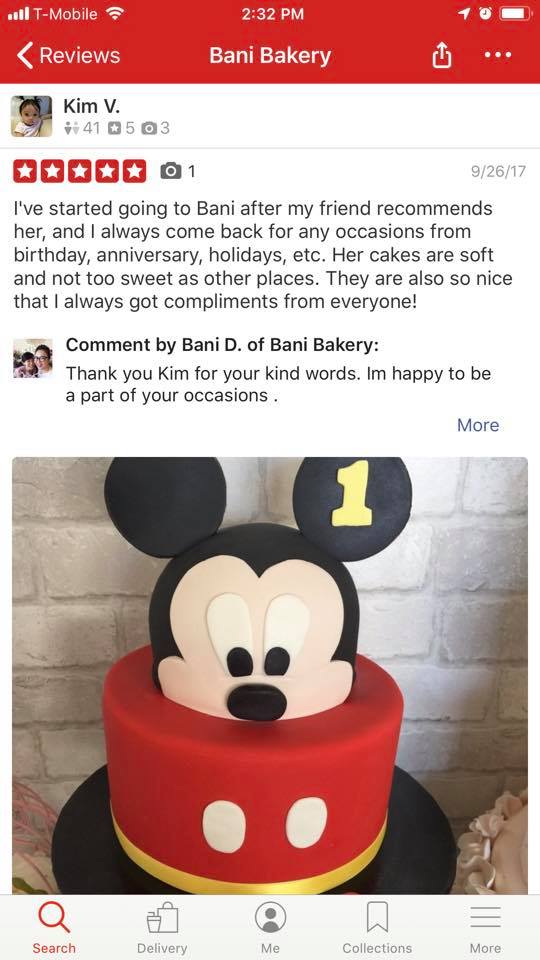 T-Mobile 2:32 PM
Reviews Bani Bakery
Kim V.
41 5 3
1 9/26/17
I've started going to Bani after my friend recommends
her, and I always come back for any occasions from
birthday, anniversary, holidays, etc. Her cakes are soft
and not too sweet as other places. They are also so nice
that I always got compliments from everyone!
Comment by Bani D. of Bani Bakery:
Thank you Kim for your kind words. Im happy to be
a part of your occasions .
More
1
Search Delivery Me Collections More